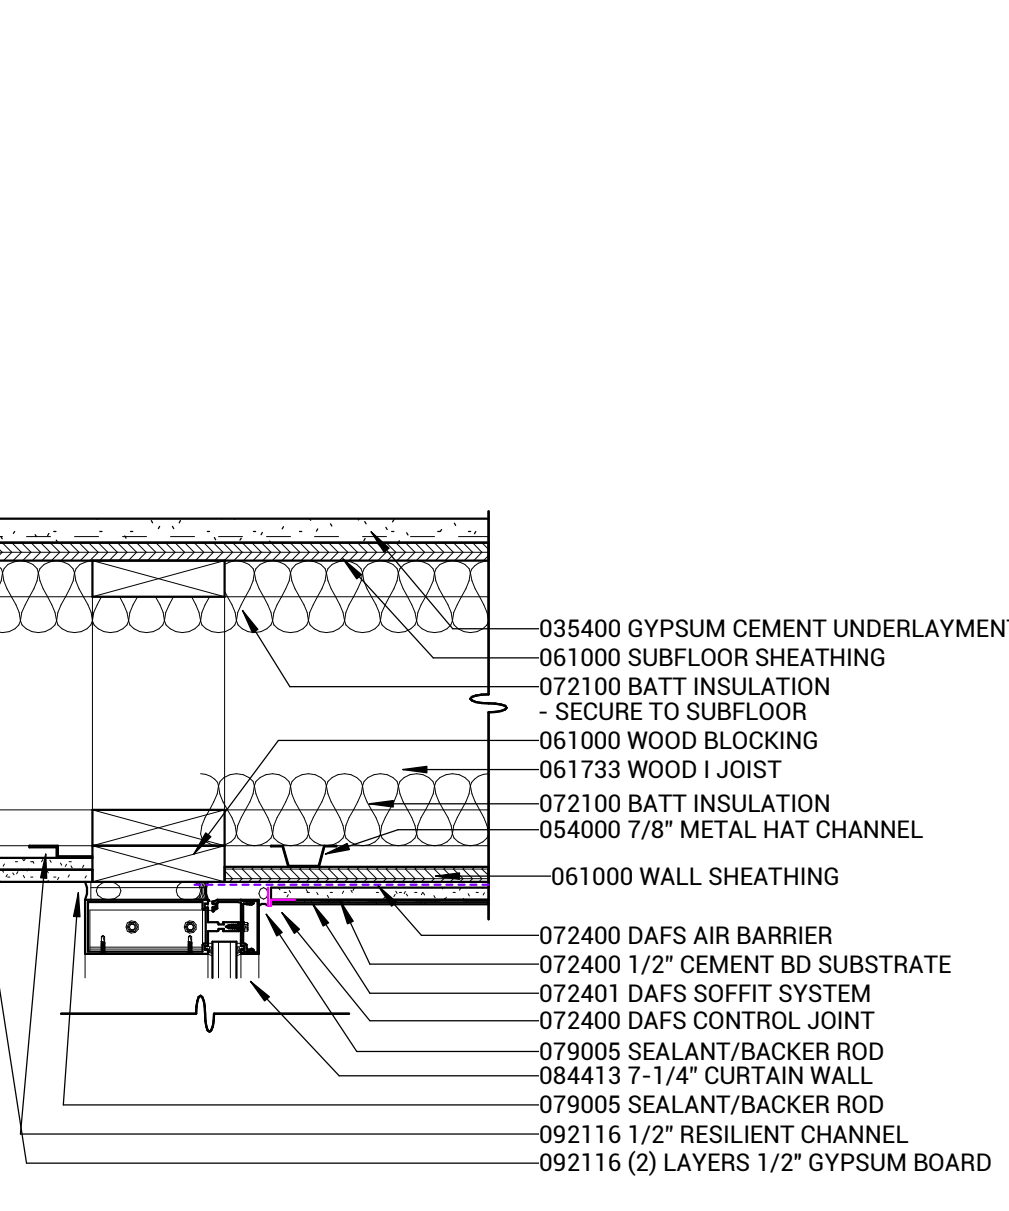 035400 GYPSUM CEMENT UNDERLAYMENT
061000 SUBFLOOR SHEATHING
072100 BATT INSULATION
- SECURE TO SUBFLOOR
061000 WOOD BLOCKING
061733 WOOD I JOIST
072100 BATT INSULATION
054000 7/8" METAL HAT CHANNEL
061000 WALL SHEATHING
072400 DAFS AIR BARRIER
072400 1/2" CEMENT BD SUBSTRATE
072401 DAFS SOFFIT SYSTEM
072400 DAFS CONTROL JOINT
079005 SEALANT/BACKER ROD
084413 7-1/4" CURTAIN WALL
079005 SEALANT/BACKER ROD
092116 1/2" RESILIENT CHANNEL
092116 (2) LAYERS 1/2" GYPSUM BOARD